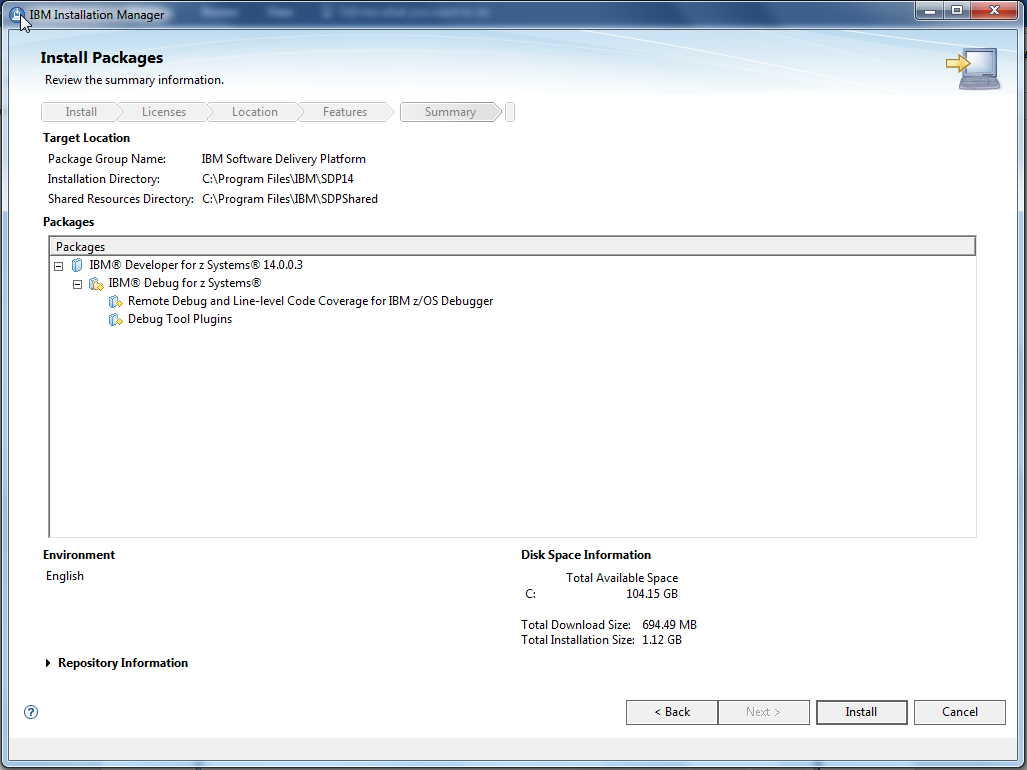 IBM Installation Manager
Install Packages
Review the summary information.
Install Licenses Location Features Summary
Target Location
Package Group Name: IBM Software Delivery Platform
Installation Directory: C:\Program Files\IBM\SDP14
Shared Resources Directory: C:\Program Files\IBM\SDPShared
Packages
Packages
IBM® Developer for z Systems® 14.0.0.3
IBM® Debug for z Systems®
Remote Debug and Line-level Code Coverage for IBM z/OS Debugger
Debug Tool Plugins
Environment
English
Disk Space Information
Total Available Space
C: 104.15 GB
Total Download Size: 694.49 MB
Total Installation Size: 1.12 GB
Repository Information
? < Back Next > Install Cancel